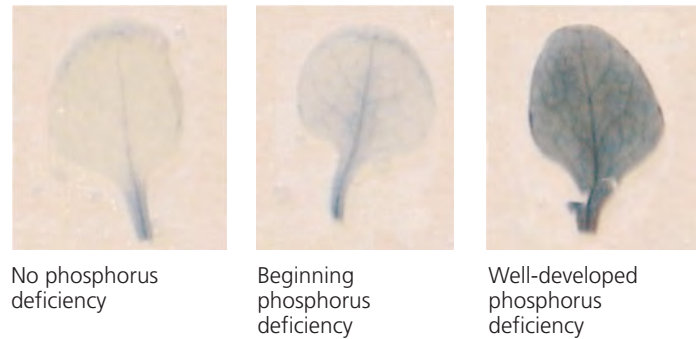 No phosphorus
deficiency
Beginning
phosphorus
deficiency
Well-developed
phosphorus
deficiency